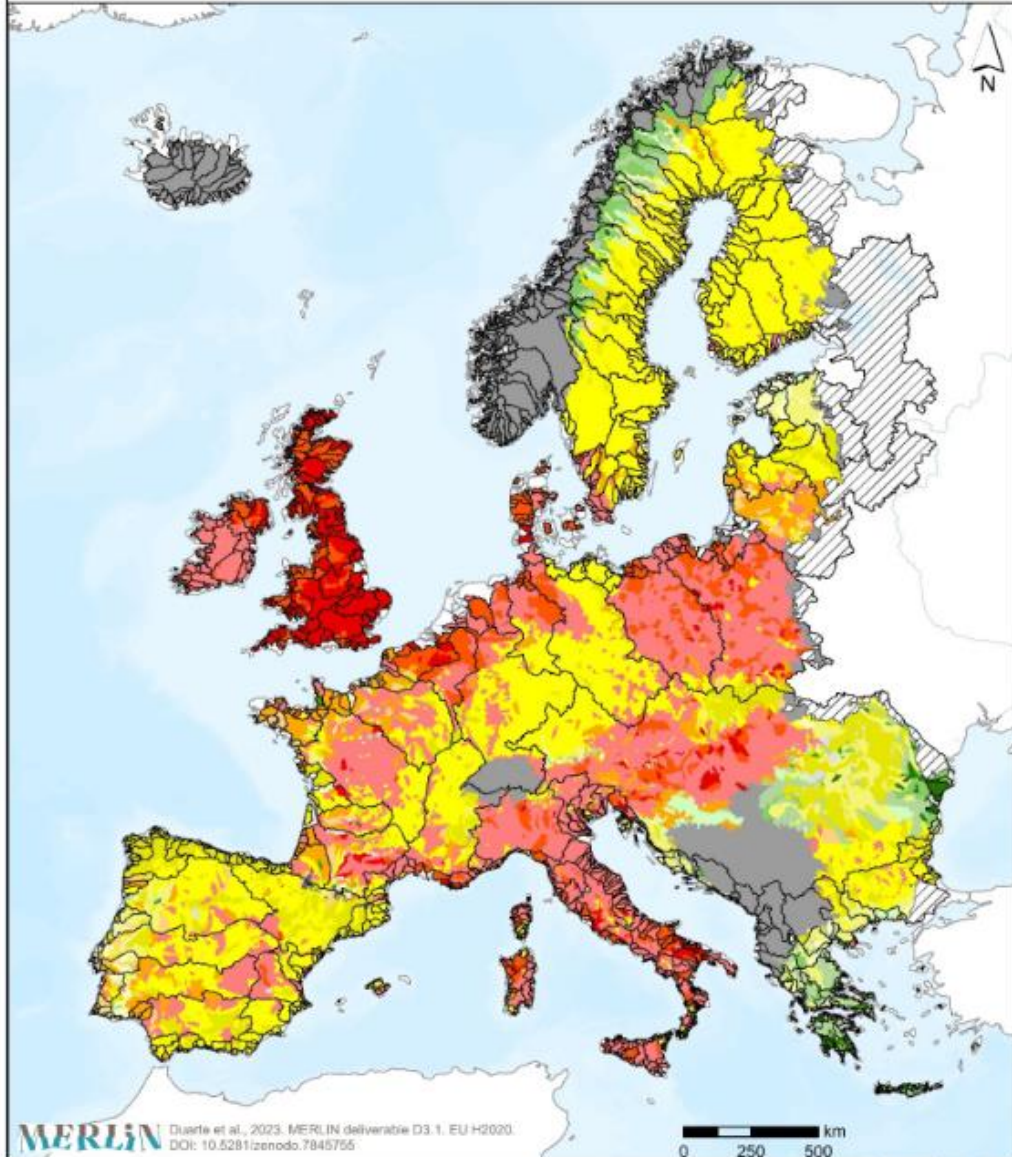 N
MERLIN
Duarte et al., 2023. MERLIN deliverable D3.1. EU H2020.
DOI: 10.5281/zenodo.7845755
km
0 250 500